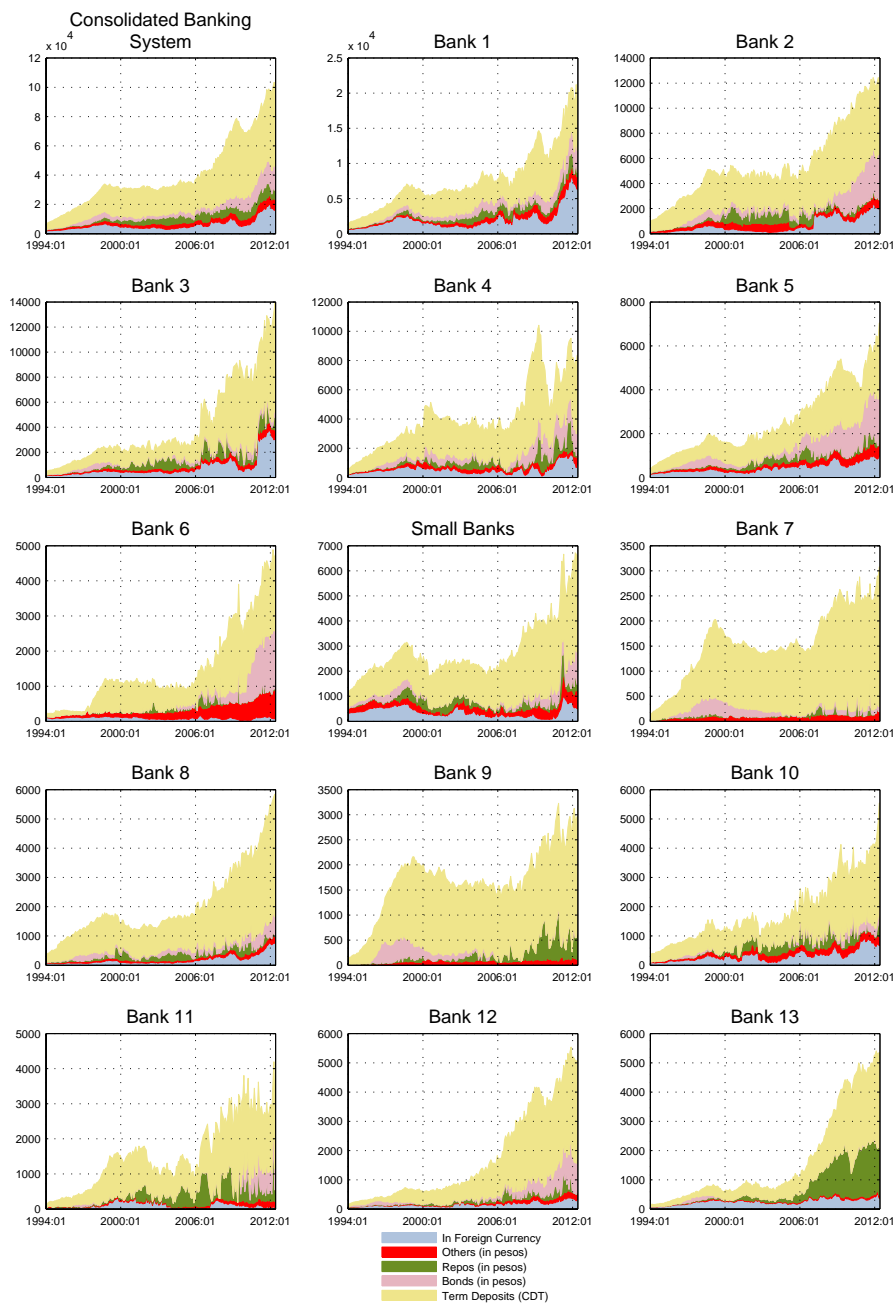 Consolidated Banking
System
x 10^4
12
10
8
6
4
2
0
1994:01 2000:01 2006:01 2012:01
Bank 1
x 10^4
2.5
2
1.5
1
0.5
0
1994:01 2000:01 2006:01 2012:01
Bank 2
14000
12000
10000
8000
6000
4000
2000
0
1994:01 2000:01 2006:01 2012:01
Bank 3
14000
12000
10000
8000
6000
4000
2000
0
1994:01 2000:01 2006:01 2012:01
Bank 4
12000
10000
8000
6000
4000
2000
0
1994:01 2000:01 2006:01 2012:01
Bank 5
8000
6000
4000
2000
0
1994:01 2000:01 2006:01 2012:01
Bank 6
5000
4000
3000
2000
1000
0
1994:01 2000:01 2006:01 2012:01
Small Banks
7000
6000
5000
4000
3000
2000
1000
0
1994:01 2000:01 2006:01 2012:01
Bank 7
3500
3000
2500
2000
1500
1000
500
0
1994:01 2000:01 2006:01 2012:01
Bank 8
6000
5000
4000
3000
2000
1000
0
1994:01 2000:01 2006:01 2012:01
Bank 9
3500
3000
2500
2000
1500
1000
500
0
1994:01 2000:01 2006:01 2012:01
Bank 10
6000
5000
4000
3000
2000
1000
0
1994:01 2000:01 2006:01 2012:01
Bank 11
5000
4000
3000
2000
1000
0
1994:01 2000:01 2006:01 2012:01
Bank 12
6000
5000
4000
3000
2000
1000
0
1994:01 2000:01 2006:01 2012:01
Bank 13
6000
5000
4000
3000
2000
1000
0
1994:01 2000:01 2006:01 2012:01
In Foreign Currency
Others (in pesos)
Repos (in pesos)
Bonds (in pesos)
Term Deposits (CDT)